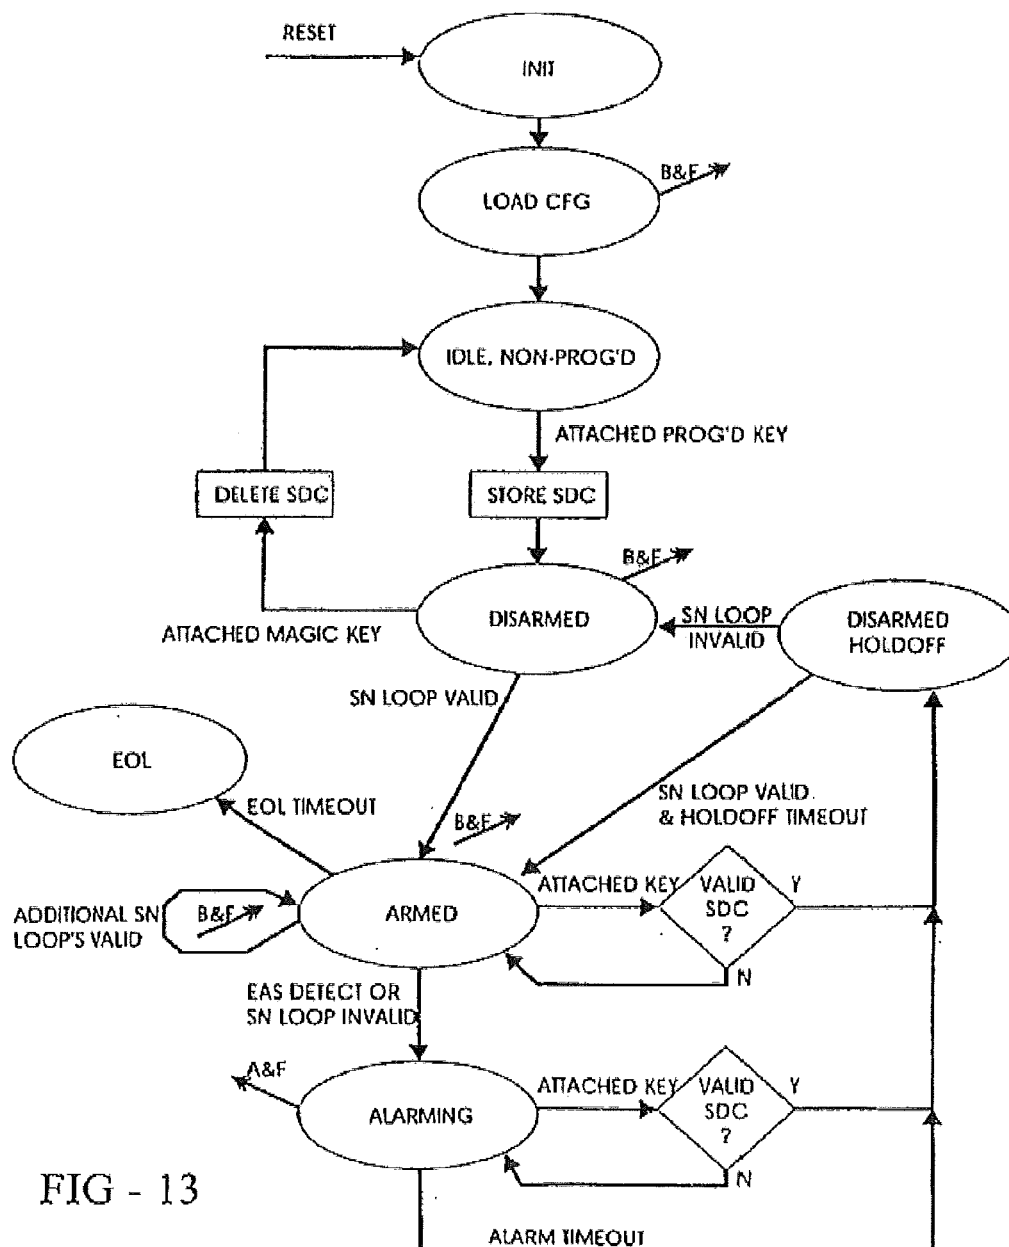 RESET
INIT
LOAD CFG
B&F
IDLE, NON-PROG'D
ATTACHED PROG'D KEY
DELETE SDC
STORE SDC
B&F
DISARMED
ATTACHED MAGIC KEY
SN LOOP
INVALID
DISARMED
HOLDOFF
SN LOOP VALID
EOL
EOL TIMEOUT
SN LOOP VALID
& HOLDOFF TIMEOUT
B&F
ADDITIONAL SN
LOOP'S VALID
B&F
ARMED
ATTACHED KEY
VALID
SDC
?
Y
N
EAS DETECT OR
SN LOOP INVALID
A&F
ALARMING
ATTACHED KEY
VALID
SDC
?
Y
N
ALARM TIMEOUT
FIG - 13